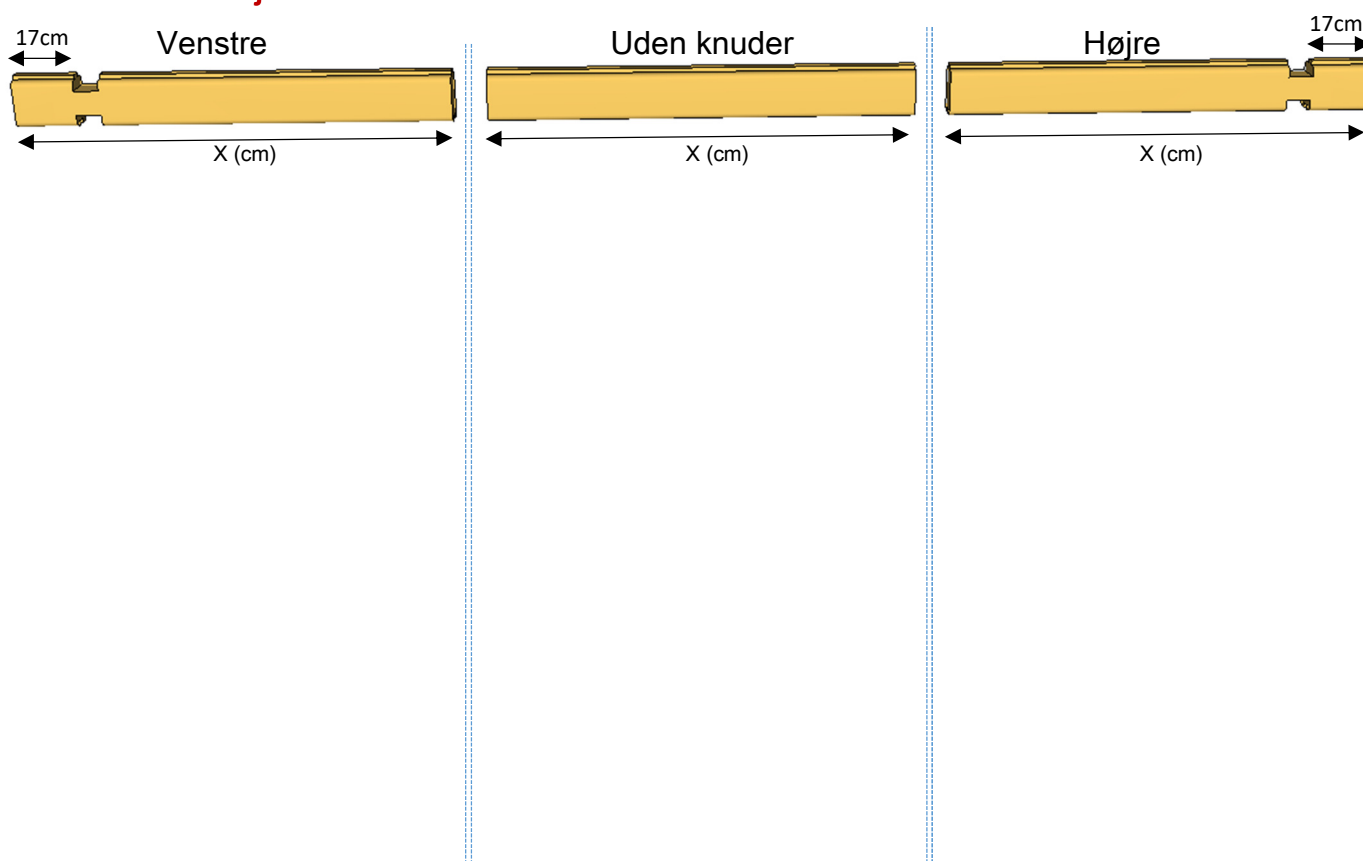 17cm
Venstre
X (cm)
Uden knuder
X (cm)
17cm
Højre
X (cm)